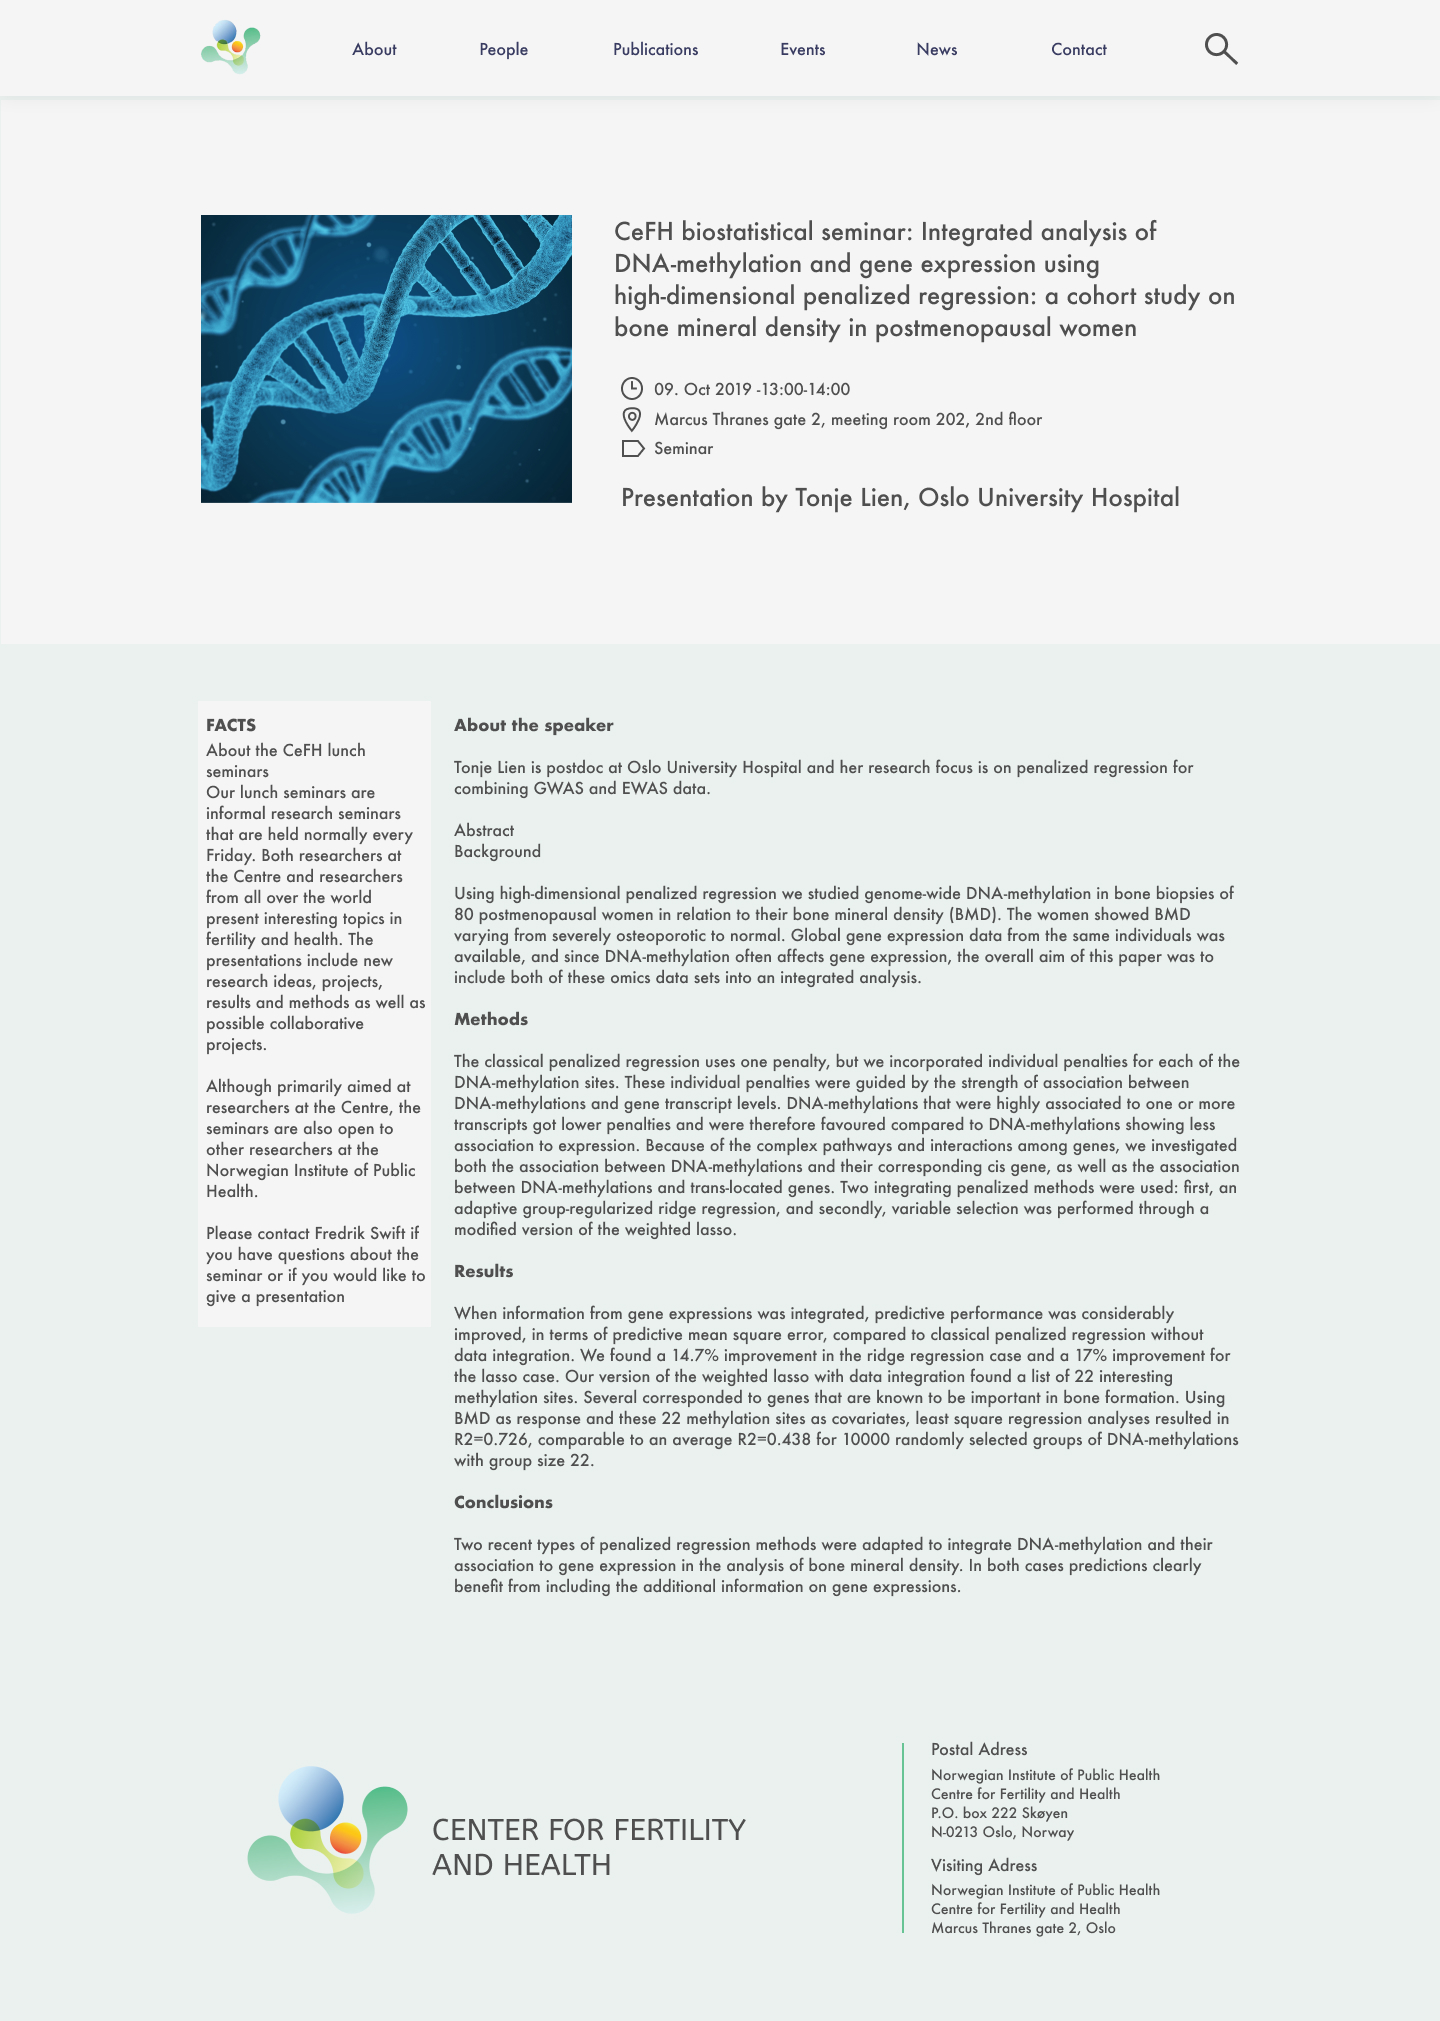 About
People
Publications
Events
News
Contact
CeFH biostatistical seminar: Integrated analysis of
DNA-methylation and gene expression using
high-dimensional penalized regression: a cohort study on
bone mineral density in postmenopausal women
09. Oct 2019 -13:00-14:00
Marcus Thranes gate 2, meeting room 202, 2nd floor
Seminar
Presentation by Tonje Lien, Oslo University Hospital
FACTS
About the CeFH lunch
seminars
Our lunch seminars are
informal research seminars
that are held normally every
Friday. Both researchers at
the Centre and researchers
from all over the world
present interesting topics in
fertility and health. The
presentations include new
research ideas, projects,
results and methods as well as
possible collaborative
projects.
Although primarily aimed at
researchers at the Centre, the
seminars are also open to
other researchers at the
Norwegian Institute of Public
Health.
Please contact Fredrik Swift if
you have questions about the
seminar or if you would like to
give a presentation
About the speaker
Tonje Lien is postdoc at Oslo University Hospital and her research focus is on penalized regression for
combining GWAS and EWAS data.
Abstract
Background
Using high-dimensional penalized regression we studied genome-wide DNA-methylation in bone biopsies of
80 postmenopausal women in relation to their bone mineral density (BMD). The women showed BMD
varying from severely osteoporotic to normal. Global gene expression data from the same individuals was
available, and since DNA-methylation often affects gene expression, the overall aim of this paper was to
include both of these omics data sets into an integrated analysis.
Methods
The classical penalized regression uses one penalty, but we incorporated individual penalties for each of the
DNA-methylation sites. These individual penalties were guided by the strength of association between
DNA-methylations and gene transcript levels. DNA-methylations that were highly associated to one or more
transcripts got lower penalties and were therefore favoured compared to DNA-methylations showing less
association to expression. Because of the complex pathways and interactions among genes, we investigated
both the association between DNA-methylations and their corresponding cis gene, as well as the association
between DNA-methylations and trans-located genes. Two integrating penalized methods were used: first, an
adaptive group-regularized ridge regression, and secondly, variable selection was performed through a
modified version of the weighted lasso.
Results
When information from gene expressions was integrated, predictive performance was considerably
improved, in terms of predictive mean square error, compared to classical penalized regression without
data integration. We found a 14.7% improvement in the ridge regression case and a 17% improvement for
the lasso case. Our version of the weighted lasso with data integration found a list of 22 interesting
methylation sites. Several corresponded to genes that are known to be important in bone formation. Using
BMD as response and these 22 methylation sites as covariates, least square regression analyses resulted in
R2=0.726, comparable to an average R2=0.438 for 10000 randomly selected groups of DNA-methylations
with group size 22.
Conclusions
Two recent types of penalized regression methods were adapted to integrate DNA-methylation and their
association to gene expression in the analysis of bone mineral density. In both cases predictions clearly
benefit from including the additional information on gene expressions.
CENTER FOR FERTILITY
AND HEALTH
Postal Adress
Norwegian Institute of Public Health
Centre for Fertility and Health
P.O. box 222 Skøyen
N-0213 Oslo, Norway
Visiting Adress
Norwegian Institute of Public Health
Centre for Fertility and Health
Marcus Thranes gate 2, Oslo